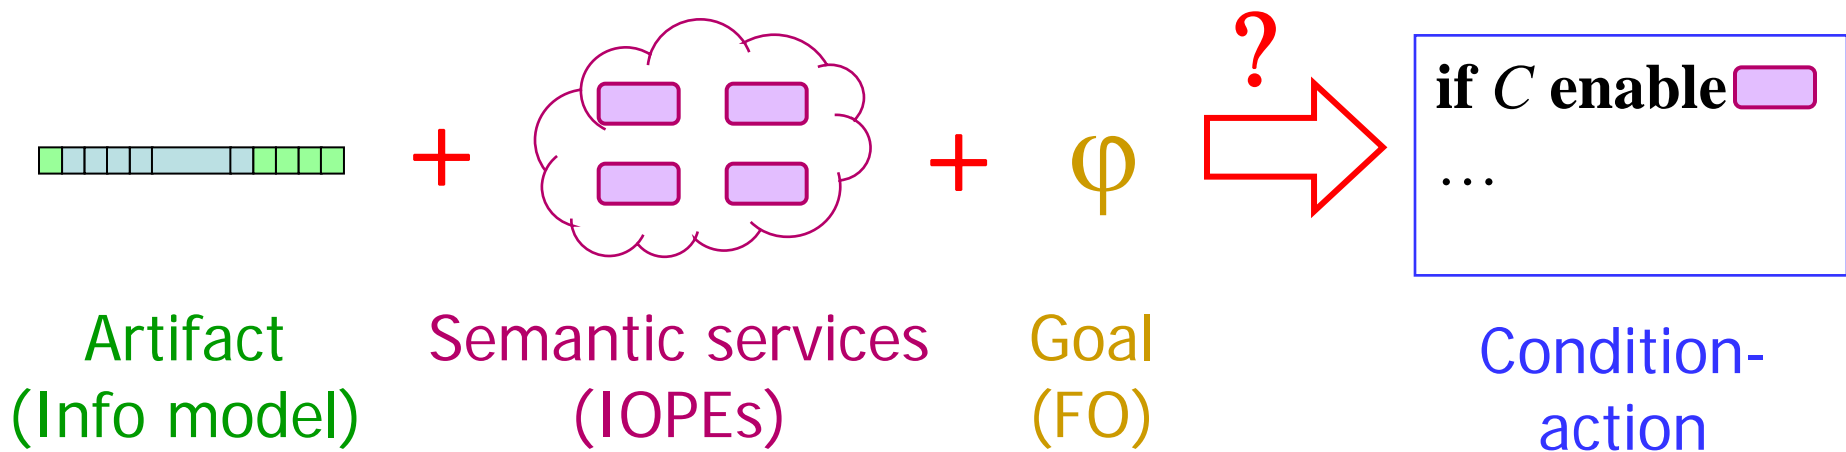 +
+
φ
?
if C enable
…
Artifact
(Info model)
Semantic services
(IOPEs)
Goal
(FO)
Condition-
action